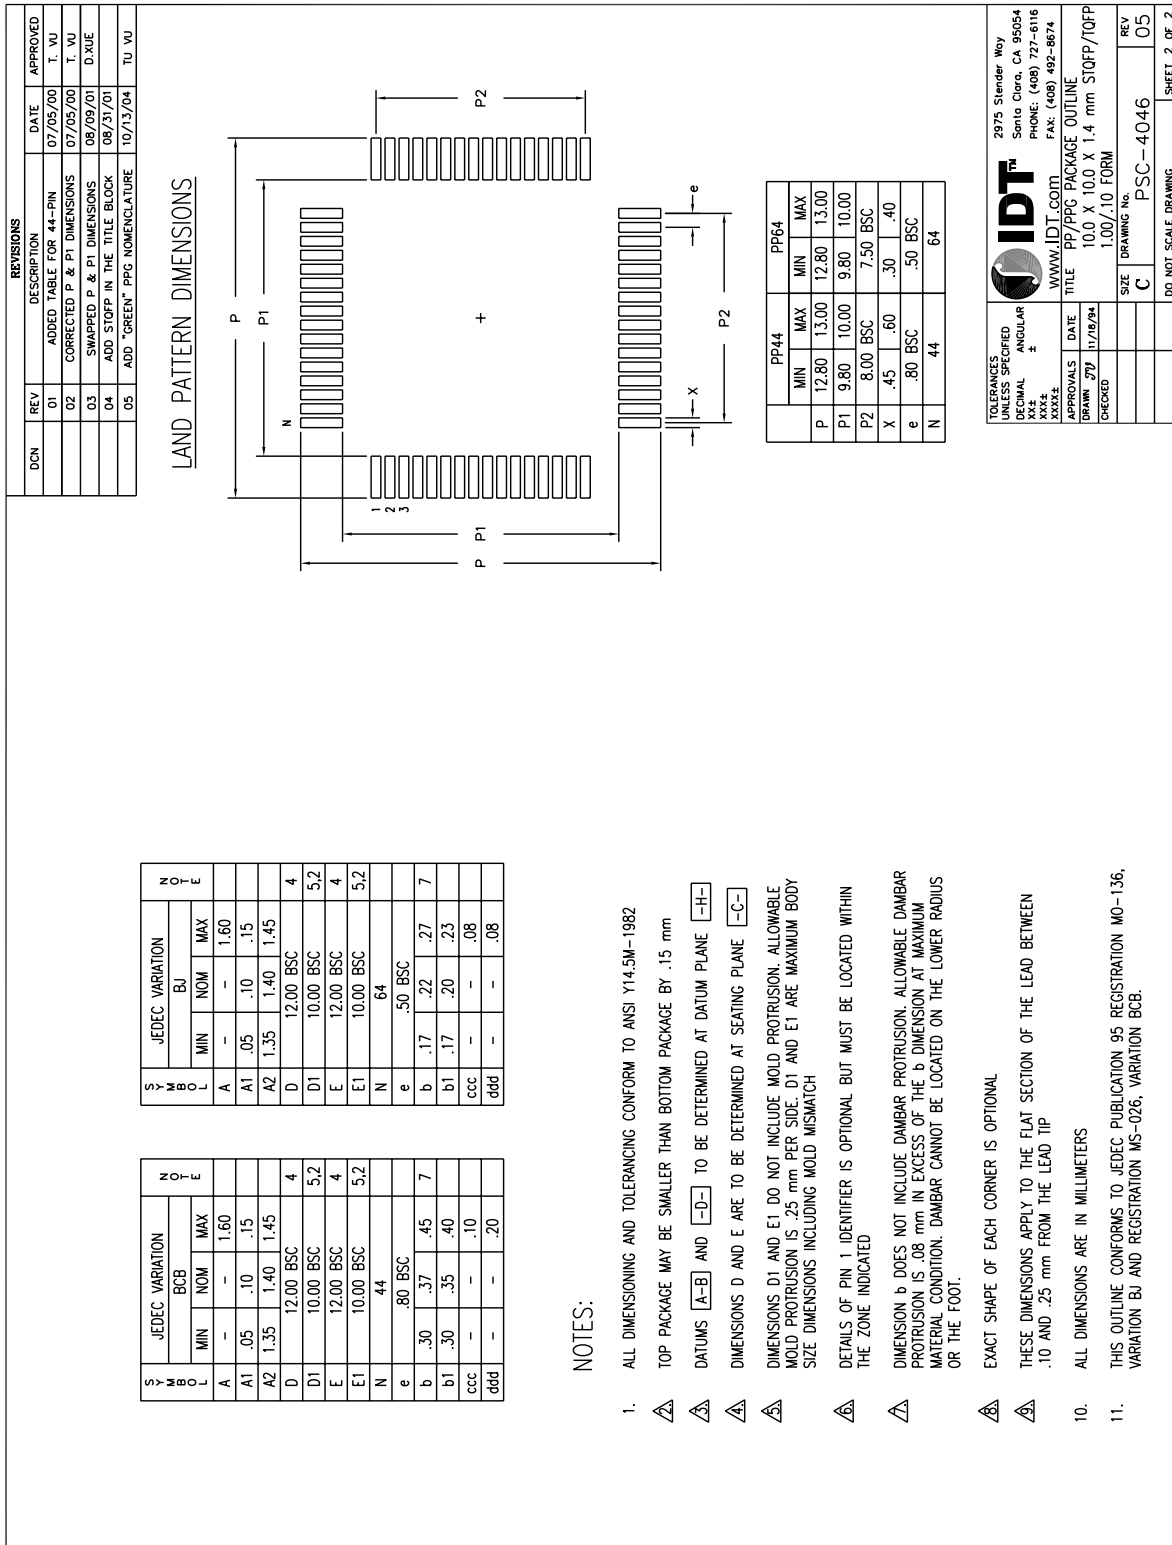 REVISIONS
DCN REV DESCRIPTION DATE APPROVED
01 ADDED TABLE FOR 44-PIN 07/05/00 T. VU
02 CORRECTED P & P1 DIMENSIONS 07/05/00 T. VU
03 SWAPPED P & P1 DIMENSIONS 08/09/01 D.XUE
04 ADD STQFP IN THE TITLE BLOCK 08/31/01
05 ADD "GREEN" PPG NOMENCLATURE 10/13/04 TU VU
JEDEC VARIATION
SYMBOL BCB NOTE
MIN NOM MAX
A – – 1.60
A1 .05 .10 .15
A2 1.35 1.40 1.45
D 12.00 BSC 4
D1 10.00 BSC 5,2
E 12.00 BSC 4
E1 10.00 BSC 5,2
N 44
e .80 BSC
b .30 .37 .45 7
b1 .30 .35 .40
ccc – – .10
ddd – – .20
JEDEC VARIATION
SYMBOL BJ NOTE
MIN NOM MAX
A – – 1.60
A1 .05 .10 .15
A2 1.35 1.40 1.45
D 12.00 BSC 4
D1 10.00 BSC 5,2
E 12.00 BSC 4
E1 10.00 BSC 5,2
N 64
e .50 BSC
b .17 .22 .27 7
b1 .17 .20 .23
ccc – – .08
ddd – – .08
LAND PATTERN DIMENSIONS
P
P1
N
1
2
3
P
P1
P2
X
e
P2
PP44 PP64
MIN MAX MIN MAX
P 12.80 13.00 12.80 13.00
P1 9.80 10.00 9.80 10.00
P2 8.00 BSC 7.50 BSC
X .45 .60 .30 .40
e .80 BSC .50 BSC
N 44 64
NOTES:
1. ALL DIMENSIONING AND TOLERANCING CONFORM TO ANSI Y14.5M-1982
2. TOP PACKAGE MAY BE SMALLER THAN BOTTOM PACKAGE BY .15 mm
3. DATUMS A-B AND -D- TO BE DETERMINED AT DATUM PLANE -H-
4. DIMENSIONS D AND E ARE TO BE DETERMINED AT SEATING PLANE -C-
5. DIMENSIONS D1 AND E1 DO NOT INCLUDE MOLD PROTRUSION. ALLOWABLE
MOLD PROTRUSION IS .25 mm PER SIDE. D1 AND E1 ARE MAXIMUM BODY
SIZE DIMENSIONS INCLUDING MOLD MISMATCH
6. DETAILS OF PIN 1 IDENTIFIER IS OPTIONAL BUT MUST BE LOCATED WITHIN
THE ZONE INDICATED
7. DIMENSION b DOES NOT INCLUDE DAMBAR PROTRUSION. ALLOWABLE DAMBAR
PROTRUSION IS .08 mm IN EXCESS OF THE b DIMENSION AT MAXIMUM
MATERIAL CONDITION. DAMBAR CANNOT BE LOCATED ON THE LOWER RADIUS
OR THE FOOT.
8. EXACT SHAPE OF EACH CORNER IS OPTIONAL
9. THESE DIMENSIONS APPLY TO THE FLAT SECTION OF THE LEAD BETWEEN
.10 AND .25 mm FROM THE LEAD TIP
10. ALL DIMENSIONS ARE IN MILLIMETERS
11. THIS OUTLINE CONFORMS TO JEDEC PUBLICATION 95 REGISTRATION MO-136,
VARIATION BJ AND REGISTRATION MS-026, VARIATION BCB.
TOLERANCES
UNLESS SPECIFIED
DECIMAL ANGULAR
XX± ±
XXX±
XXXX±
APPROVALS DATE
DRAWN TV 11/18/94
CHECKED
IDT™
www.IDT.com
2975 Stender Way
Santa Clara, CA 95054
PHONE: (408) 727-6116
FAX: (408) 492-8674
TITLE PP/PPG PACKAGE OUTLINE
10.0 X 10.0 X 1.4 mm STQFP/TQFP
1.00/.10 FORM
SIZE DRAWING No. REV
C PSC-4046 05
DO NOT SCALE DRAWING SHEET 2 OF 2